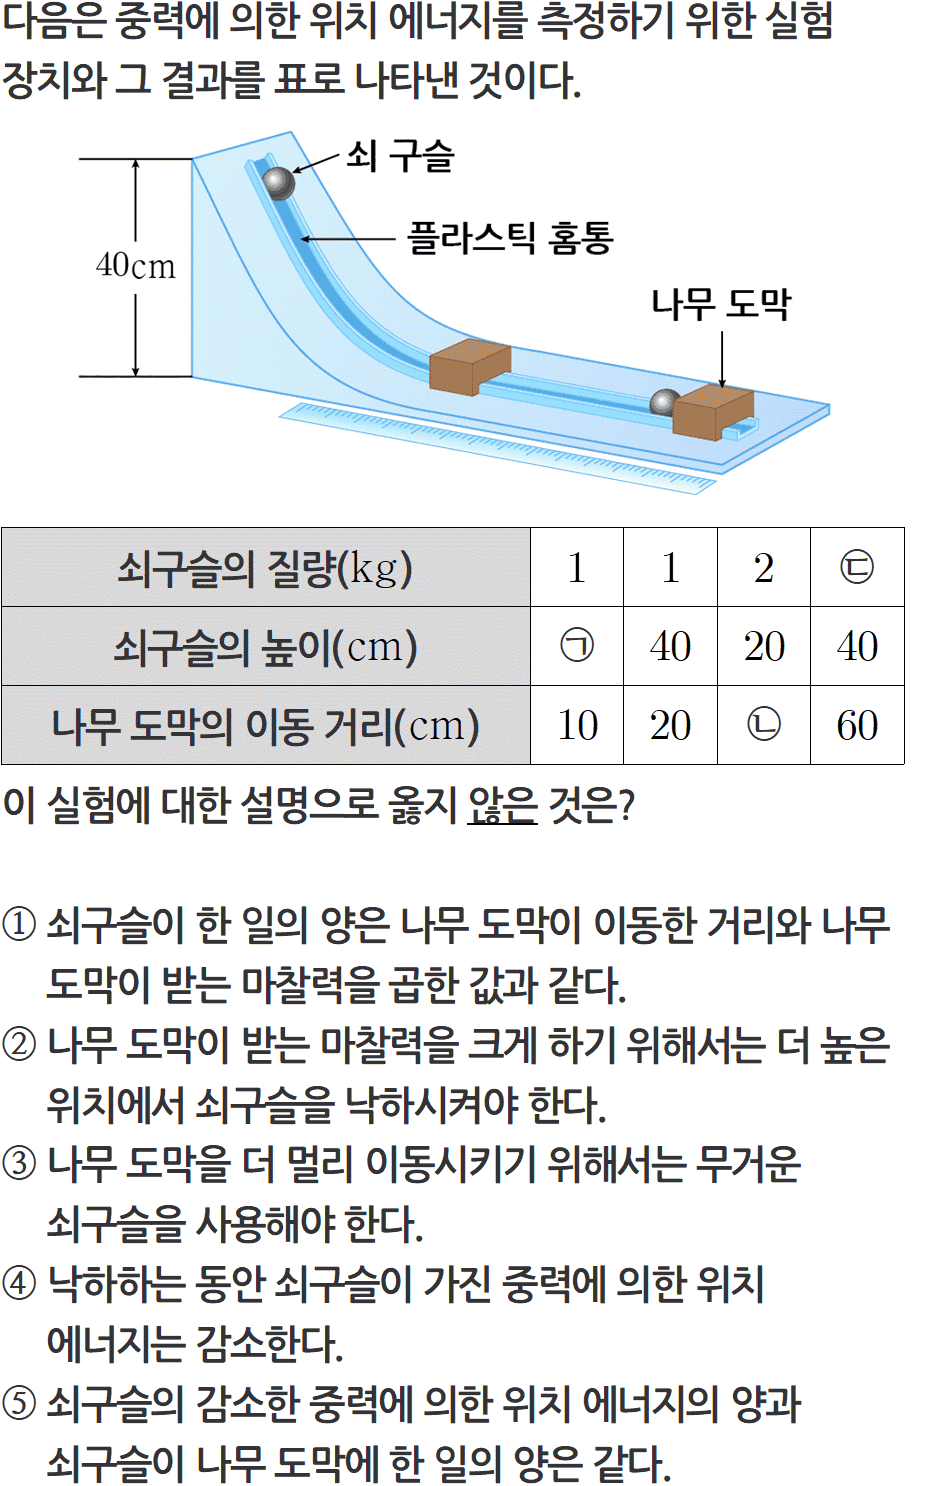 다음은 중력에 의한 위치 에너지를 측정하기 위한 실험
장치와 그 결과를 표로 나타낸 것이다.
쇠 구슬
플라스틱 홈통
40cm
나무 도막
쇠구슬의 질량(kg) 1 1 2 ㉢
쇠구슬의 높이(cm) ㉠ 40 20 40
나무 도막의 이동 거리(cm) 10 20 ㉡ 60
이 실험에 대한 설명으로 옳지 않은 것은?
① 쇠구슬이 한 일의 양은 나무 도막이 이동한 거리와 나무
도막이 받는 마찰력을 곱한 값과 같다.
② 나무 도막이 받는 마찰력을 크게 하기 위해서는 더 높은
위치에서 쇠구슬을 낙하시켜야 한다.
③ 나무 도막을 더 멀리 이동시키기 위해서는 무거운
쇠구슬을 사용해야 한다.
④ 낙하하는 동안 쇠구슬이 가진 중력에 의한 위치
에너지는 감소한다.
⑤ 쇠구슬의 감소한 중력에 의한 위치 에너지의 양과
쇠구슬이 나무 도막에 한 일의 양은 같다.